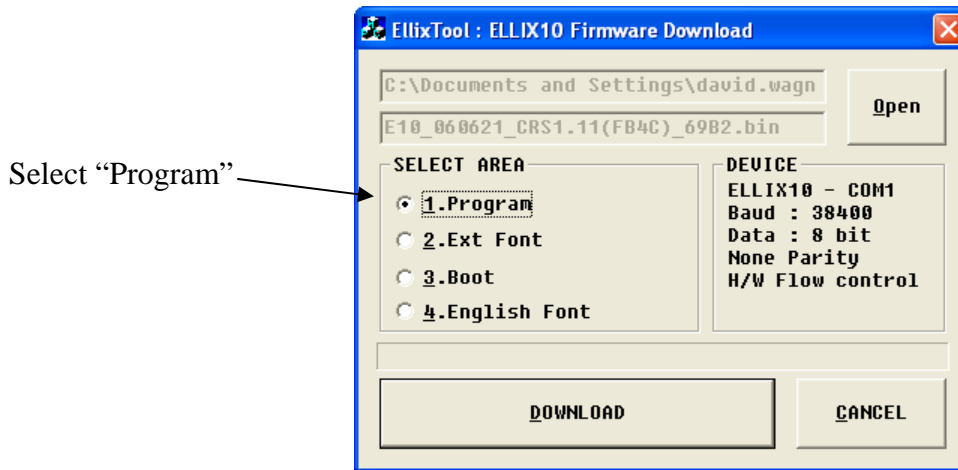 EllixTool : ELLIX10 Firmware Download
C:\Documents and Settings\david.wagn
Open
E10_060621_CRS1.11(FB4C)_69B2.bin
Select “Program”
SELECT AREA
1.Program
2.Ext Font
3.Boot
4.English Font
DEVICE
ELLIX10 - COM1
Baud : 38400
Data : 8 bit
None Parity
H/W Flow control
DOWNLOAD
CANCEL